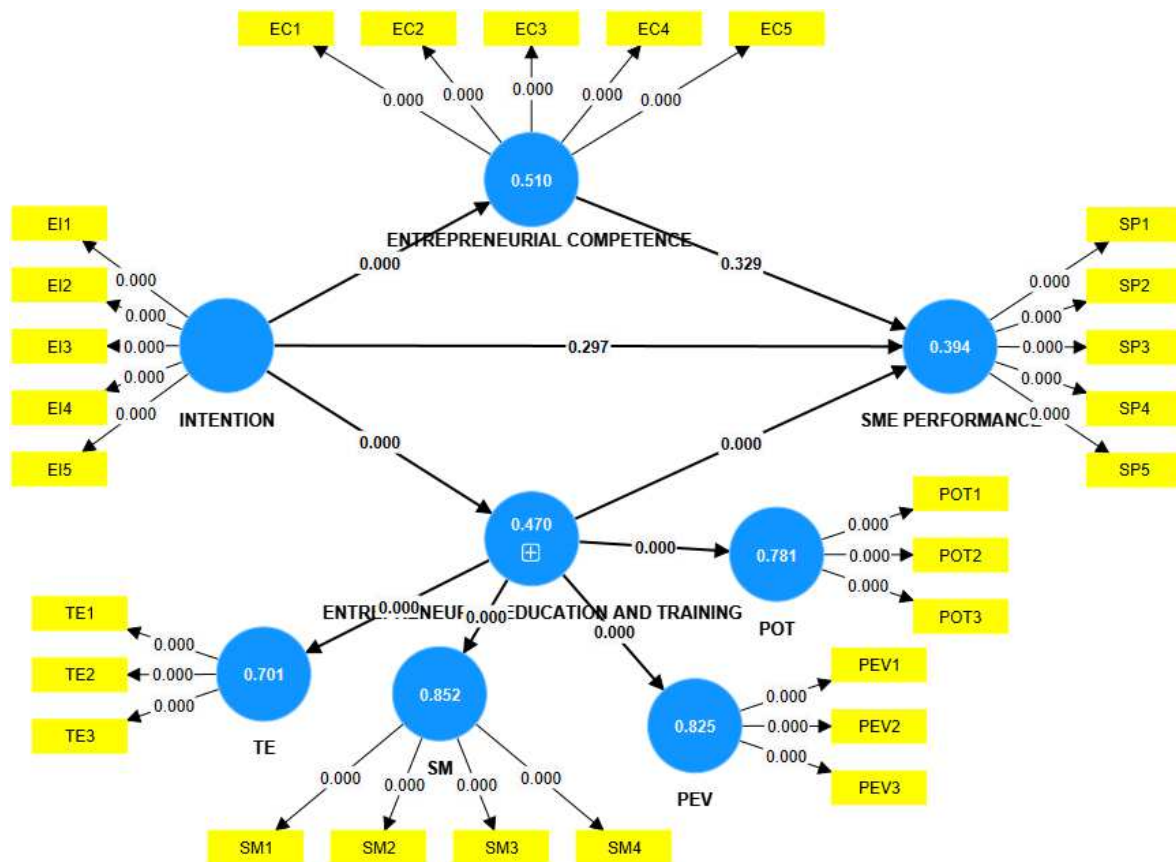 EC1 EC2 EC3 EC4 EC5
0.000 0.000 0.000 0.000 0.000
0.510
ENTREPRENEURIAL COMPETENCE
EI1
EI2
EI3
EI4
EI5
0.000
0.000
0.000
0.000
0.000
INTENTION
0.000
0.329
0.297
0.000
0.000
SP1
SP2
SP3
SP4
SP5
0.000
0.000
0.000
0.000
0.000
0.394
SME PERFORMANCE
0.470
EDUCATION AND TRAINING
0.000
0.000
0.000
0.000
0.781
POT
POT1
POT2
POT3
0.000
0.000
0.000
TE1
TE2
TE3
0.000
0.000
0.000
0.701
TE
0.852
SM
0.000 0.000 0.000 0.000
SM1 SM2 SM3 SM4
0.825
PEV
PEV1
PEV2
PEV3
0.000
0.000
0.000